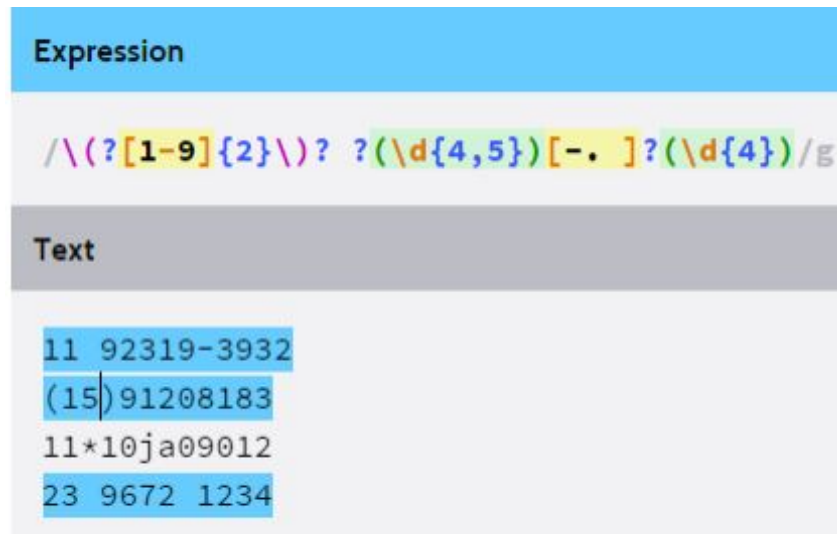 Expression
/\(?[1-9]{2}\)? ?(\d{4,5})[-. ]?(\d{4})/g
Text
11 92319-3932
(15)91208183
11*10ja09012
23 9672 1234